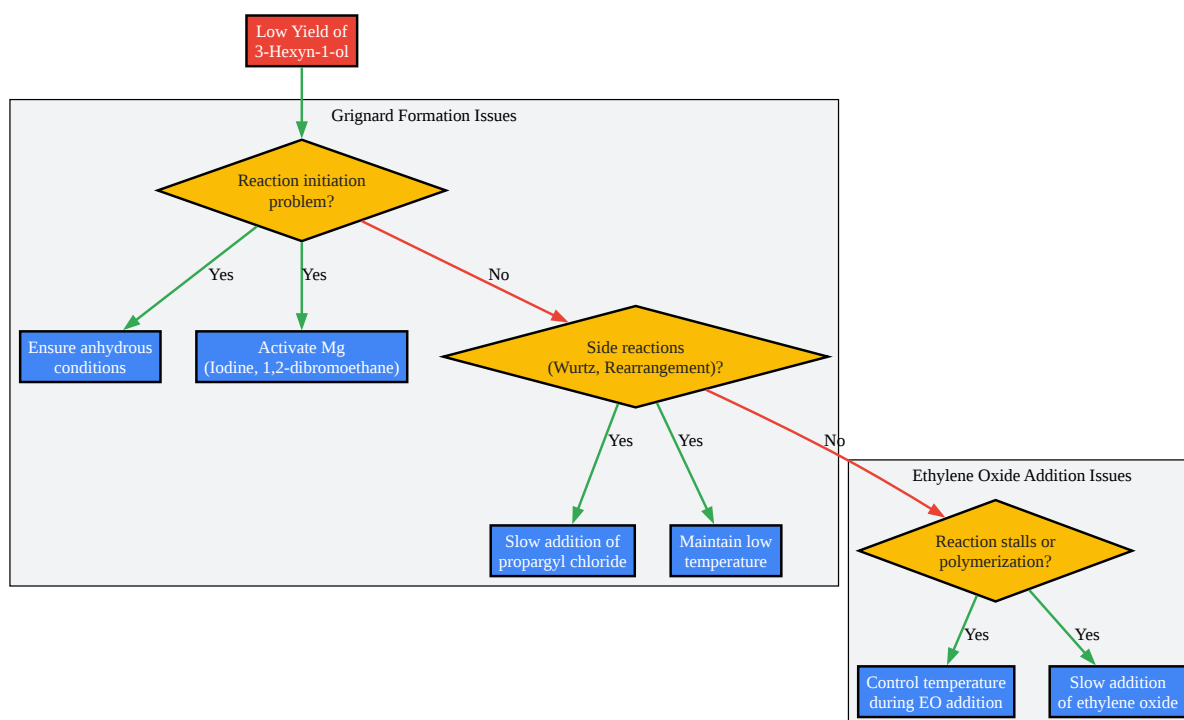 Low Yield of
3-Hexyn-1-ol
Grignard Formation Issues
Reaction initiation
problem?
Yes
Yes
No
Ensure anhydrous
conditions
Activate Mg
(Iodine, 1,2-dibromoethane)
Side reactions
(Wurtz, Rearrangement)?
Yes
Yes
No
Slow addition of
propargyl chloride
Maintain low
temperature
Ethylene Oxide Addition Issues
Reaction stalls or
polymerization?
Yes
Yes
Control temperature
during EO addition
Slow addition
of ethylene oxide